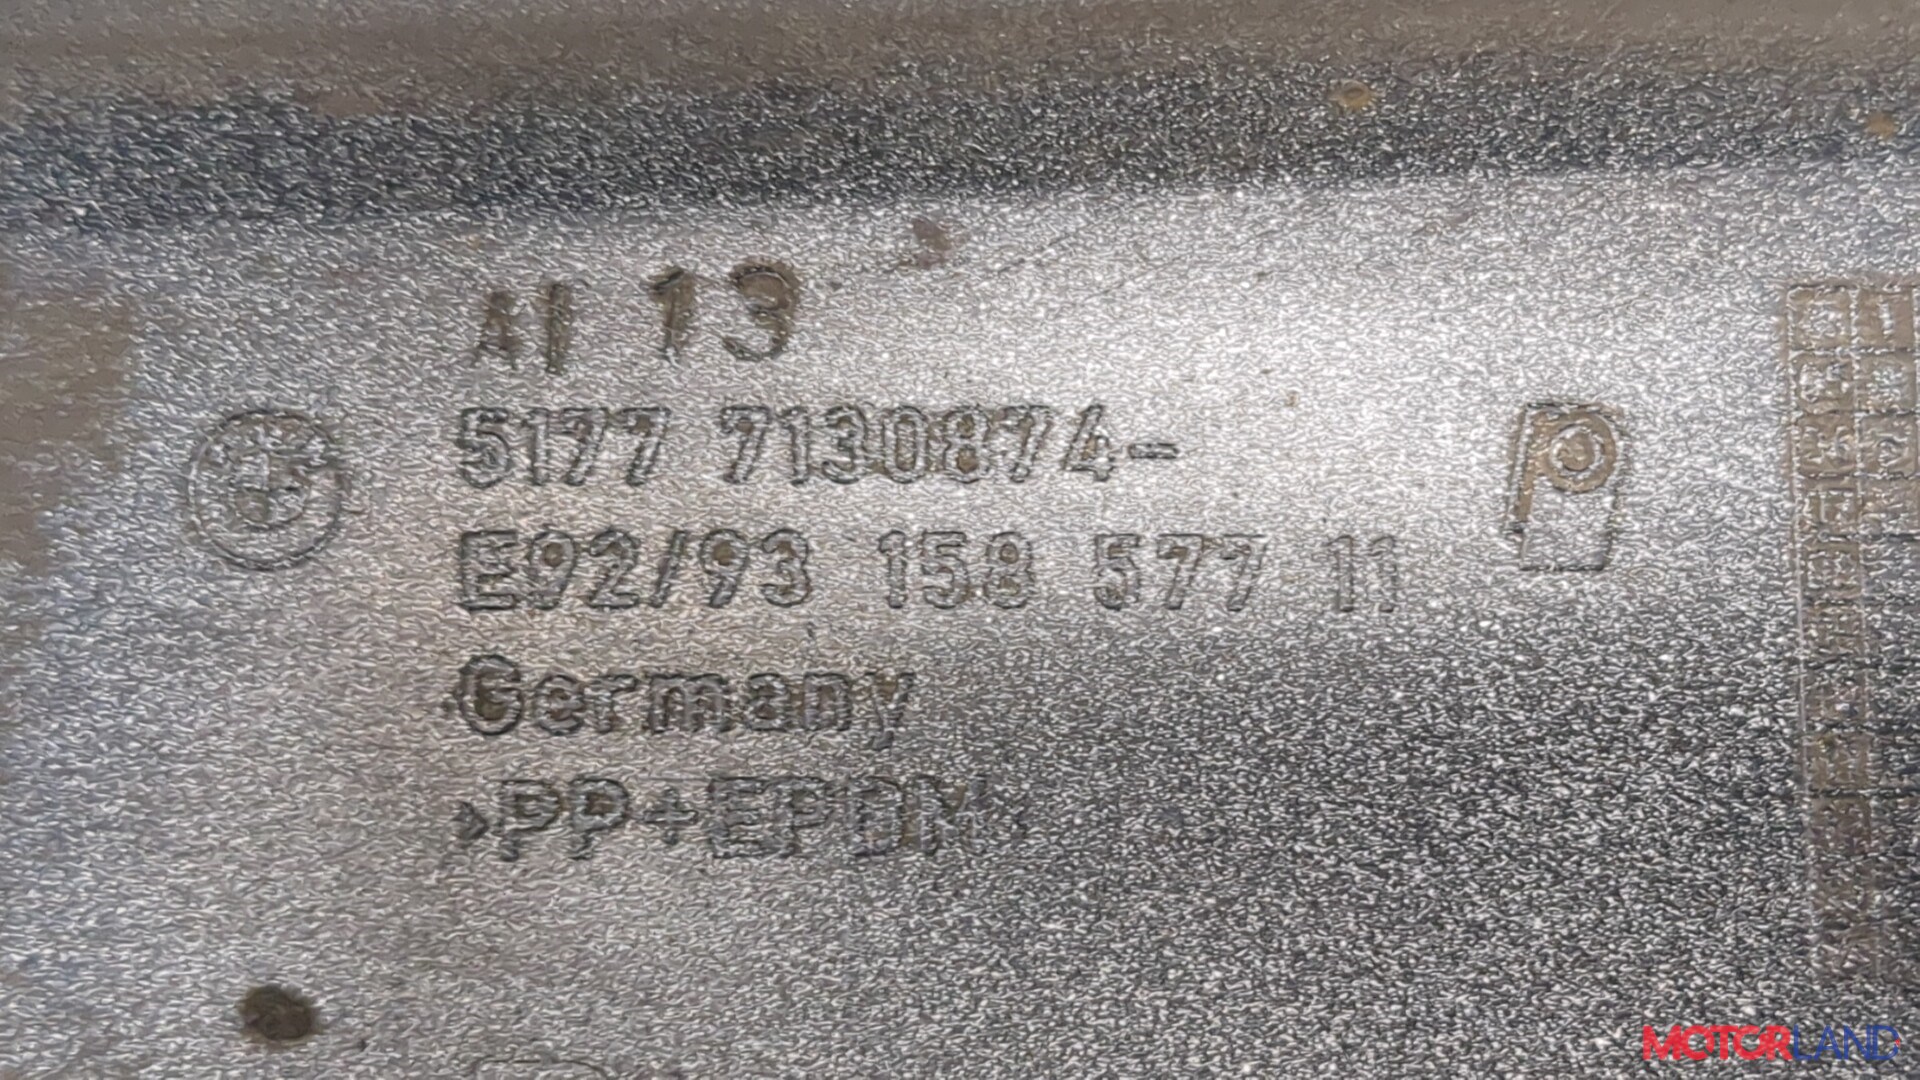 AI 13
5177 7130874-
E92/93 158 577 11
Germany
>PP+EPDM
MOTORLAND